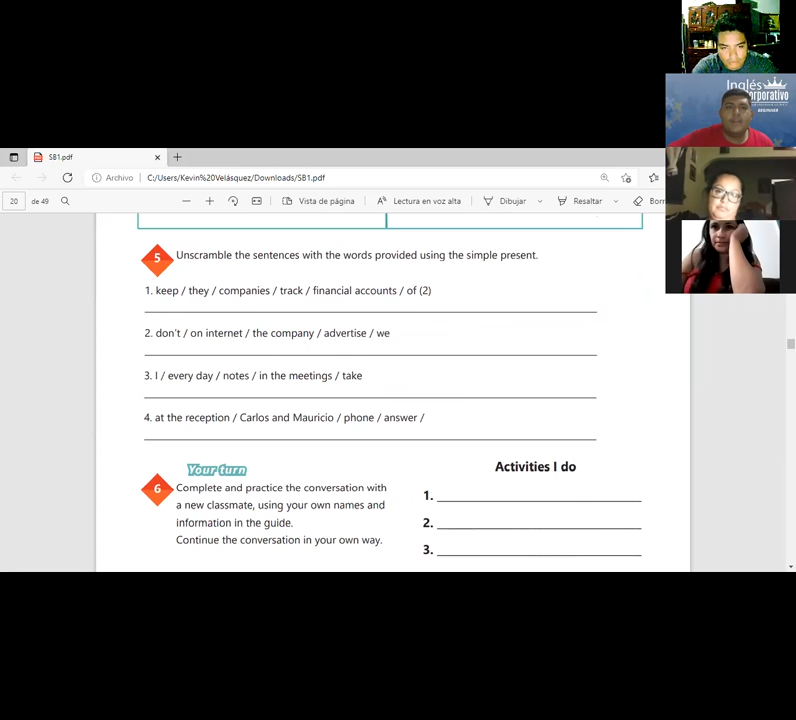 Inglés
orporativo
BEGINNER
SB1.pdf
Archivo
C:/Users/Kevin%20Velásquez/Downloads/SB1.pdf
20 de 49
Vista de página
Lectura en voz alta
Dibujar
Resaltar
Borr
5 Unscramble the sentences with the words provided using the simple present.
1. keep / they / companies / track / financial accounts / of (2)
2. don't / on internet / the company / advertise / we
3. I / every day / notes / in the meetings / take
4. at the reception / Carlos and Mauricio / phone / answer /
Your turn
6 Complete and practice the conversation with
a new classmate, using your own names and
information in the guide.
Continue the conversation in your own way.
Activities I do
1.
2.
3.